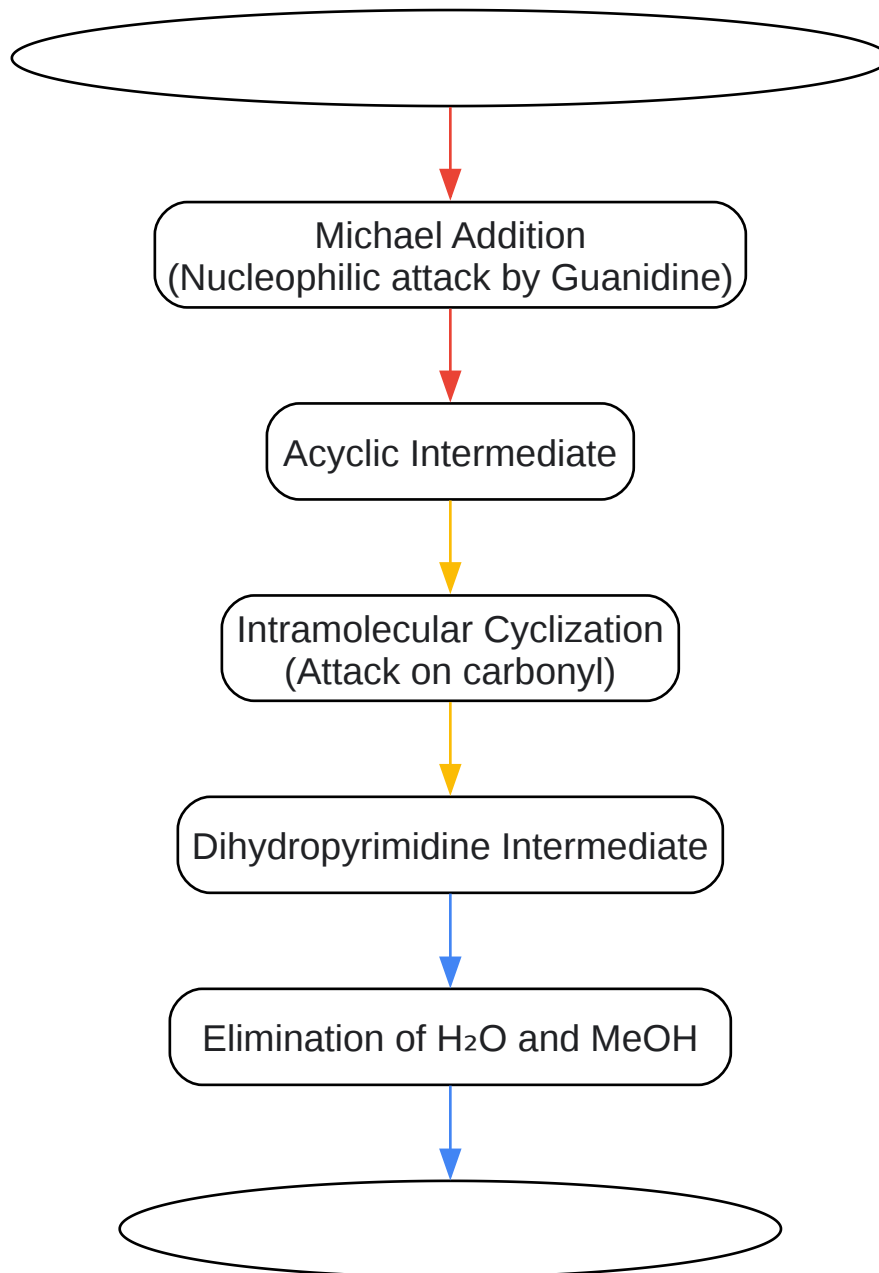 Michael Addition
(Nucleophilic attack by Guanidine)
Acyclic Intermediate
Intramolecular Cyclization
(Attack on carbonyl)
Dihydropyrimidine Intermediate
Elimination of H₂O and MeOH